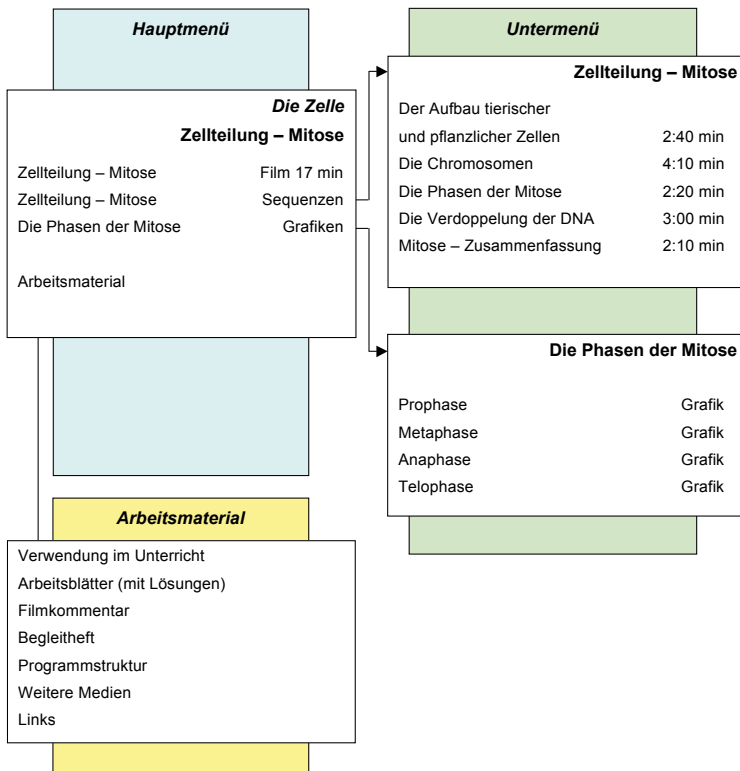 Hauptmenü
Die Zelle
Zellteilung – Mitose
Zellteilung – Mitose Film 17 min
Zellteilung – Mitose Sequenzen
Die Phasen der Mitose Grafiken
Arbeitsmaterial
Untermenü
Zellteilung – Mitose
Der Aufbau tierischer
und pflanzlicher Zellen 2:40 min
Die Chromosomen 4:10 min
Die Phasen der Mitose 2:20 min
Die Verdoppelung der DNA 3:00 min
Mitose – Zusammenfassung 2:10 min
Die Phasen der Mitose
Prophase Grafik
Metaphase Grafik
Anaphase Grafik
Telophase Grafik
Arbeitsmaterial
Verwendung im Unterricht
Arbeitsblätter (mit Lösungen)
Filmkommentar
Begleitheft
Programmstruktur
Weitere Medien
Links